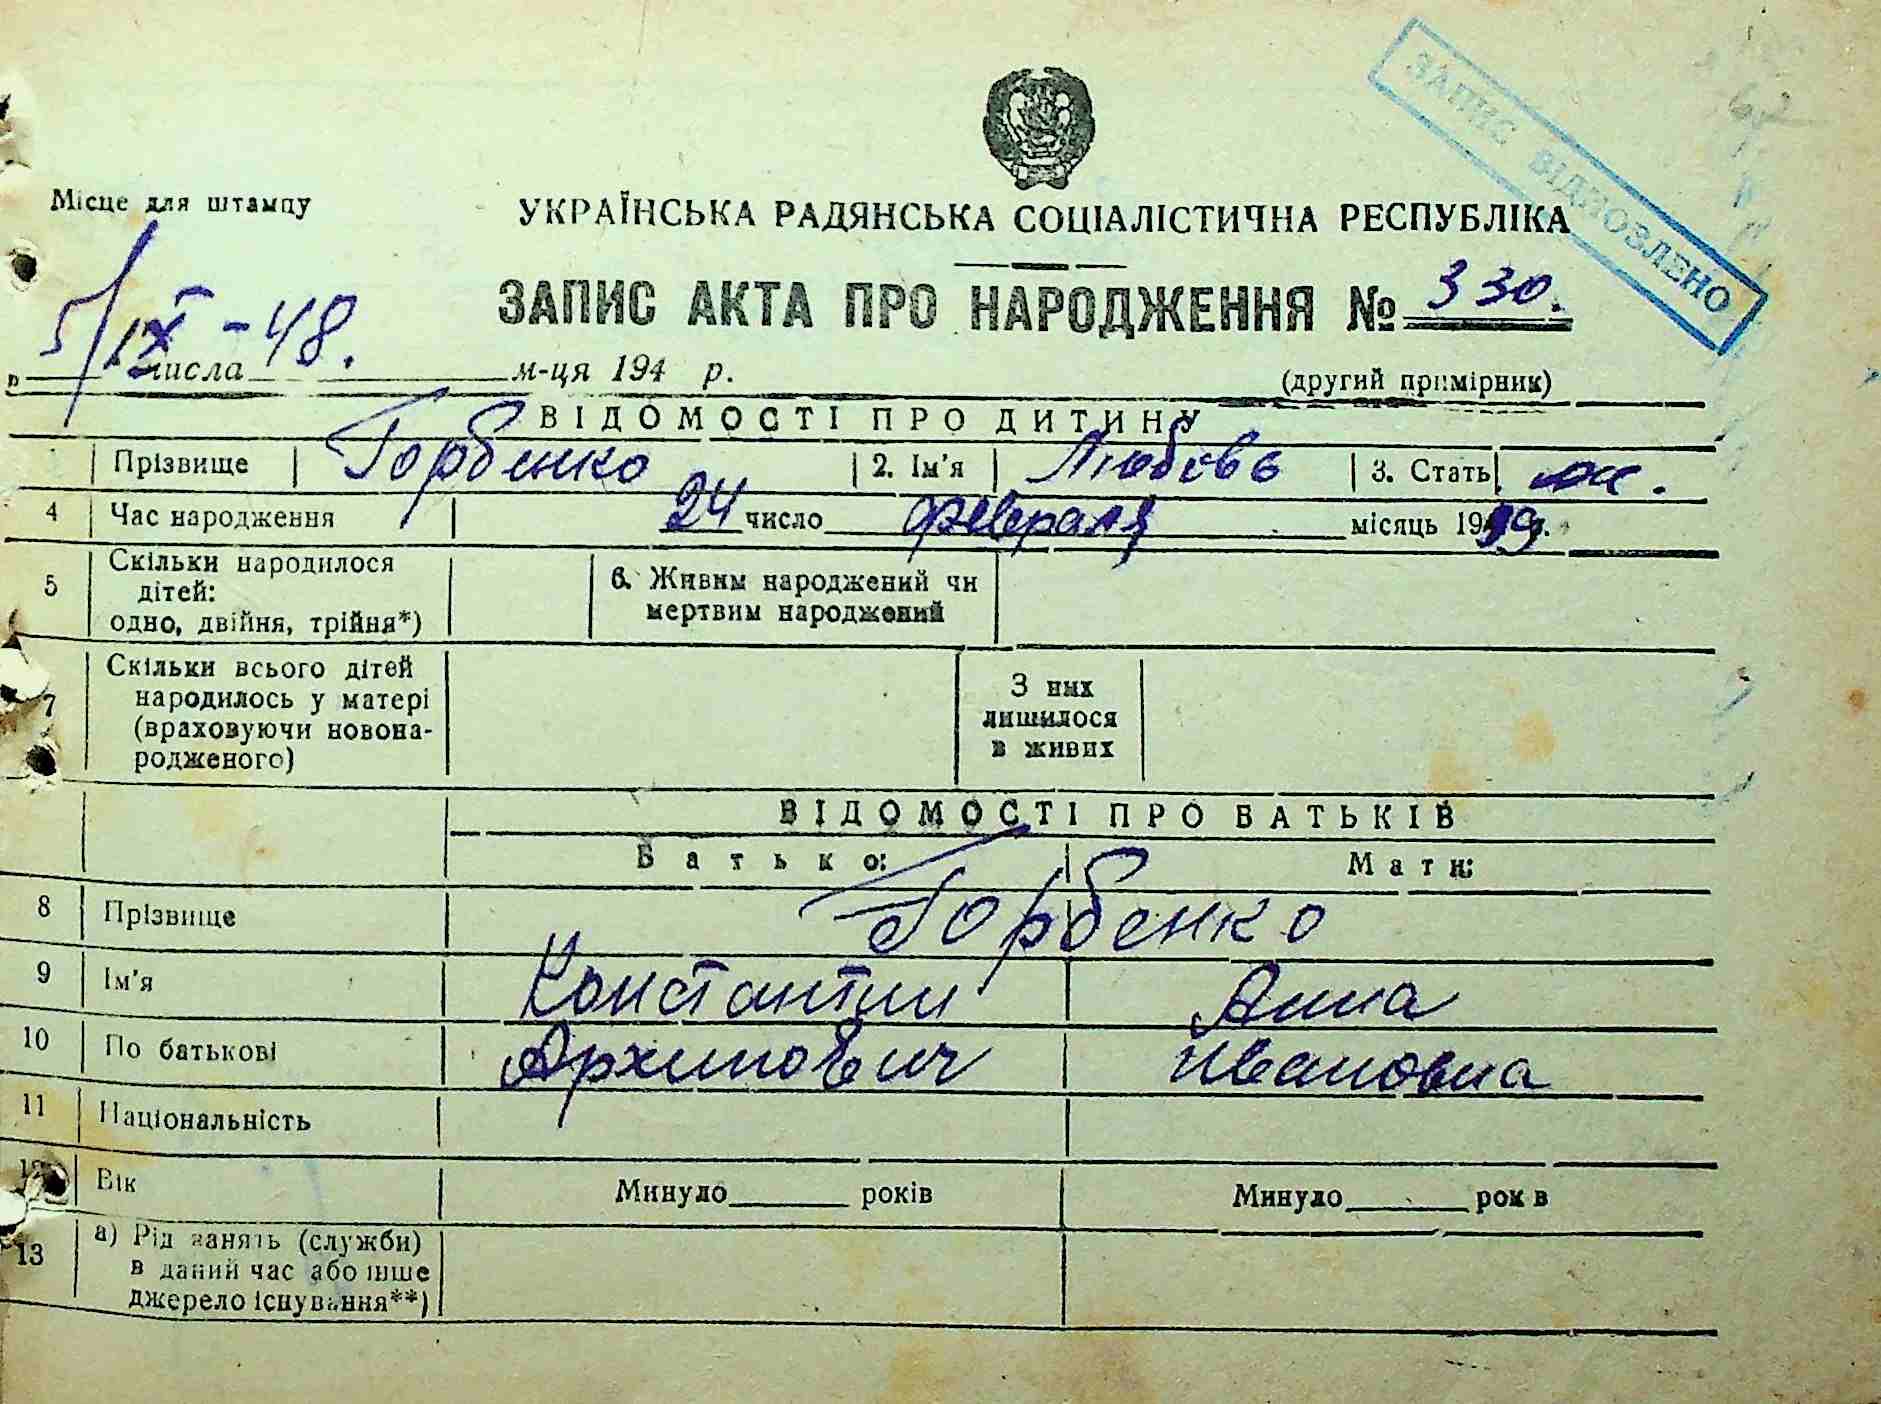 ЗАПИС ВІДНОВЛЕНО
Місце для штампу
УКРАЇНСЬКА РАДЯНСЬКА СОЦІАЛІСТИЧНА РЕСПУБЛІКА
ЗАПИС АКТА ПРО НАРОДЖЕННЯ № 330.
5/IX-48.
" числа м-ця 194 р.
(другий примірник)
ВІДОМОСТІ ПРО ДИТИНУ
Прізвище Горбенко 2. Ім'я Любовь 3. Стать ж.
4 Час народження 24 число февраля місяць 1939.
5 Скільки народилося дітей: одно, двійня, трійня*) 6. Живим народжений чи мертвим народжений
7 Скільки всього дітей народилось у матері (враховуючи новонародженого) З них лишилося в живих
ВІДОМОСТІ ПРО БАТЬКІВ
Батько: Мати:
8 Прізвище Горбенко
9 Ім'я Константин Анна
10 По батькові Архипович Ивановна
11 Національність
12 Вік Минуло років Минуло років
13 а) Рід занять (служби) в даний час або інше джерело існування**)